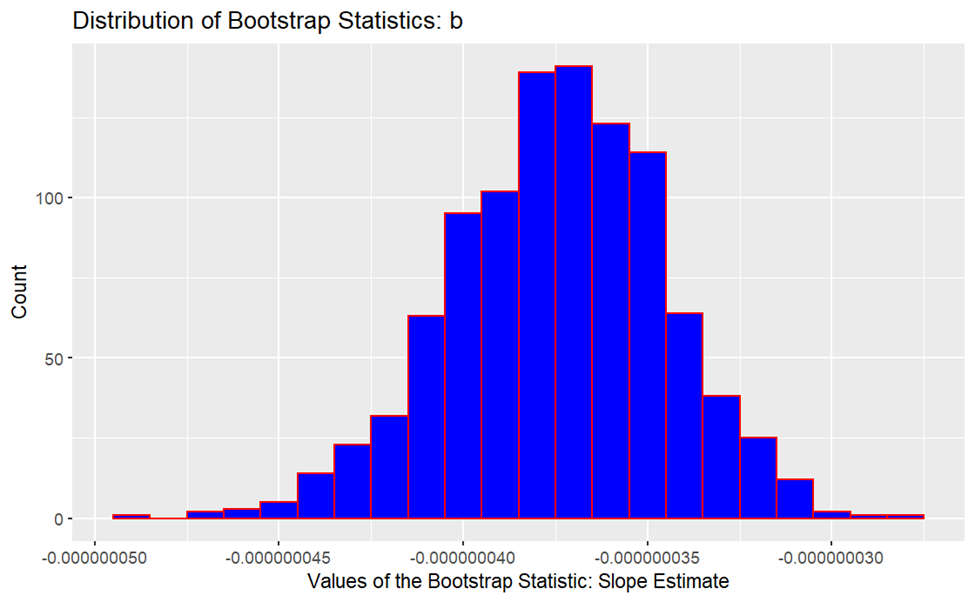 Distribution of Bootstrap Statistics: b
Count
100
50
0
-0.000000050 -0.000000045 -0.000000040 -0.000000035 -0.000000030
Values of the Bootstrap Statistic: Slope Estimate